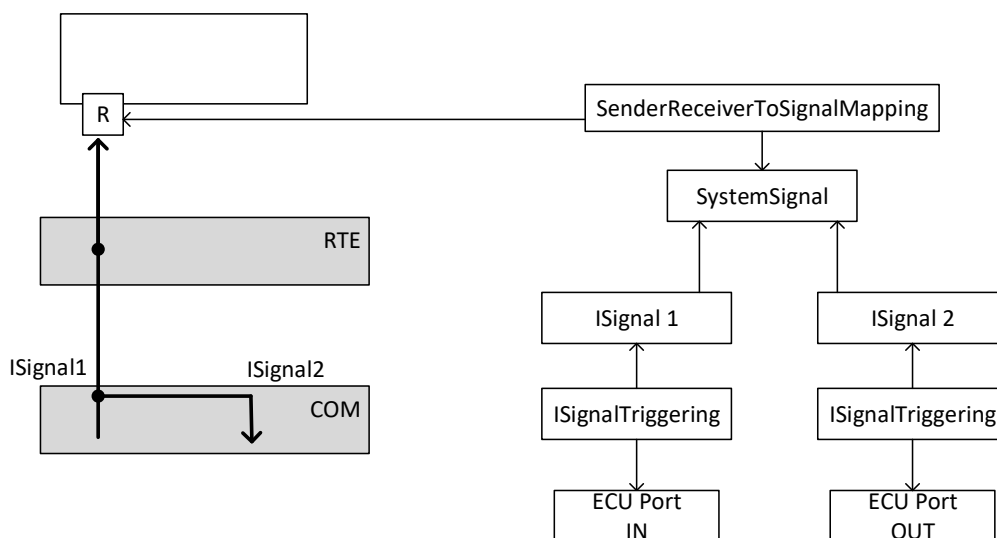 R
SenderReceiverToSignalMapping
SystemSignal
RTE
ISignal 1
ISignal 2
ISignal1
ISignal2
COM
ISignalTriggering
ISignalTriggering
ECU Port
IN
ECU Port
OUT